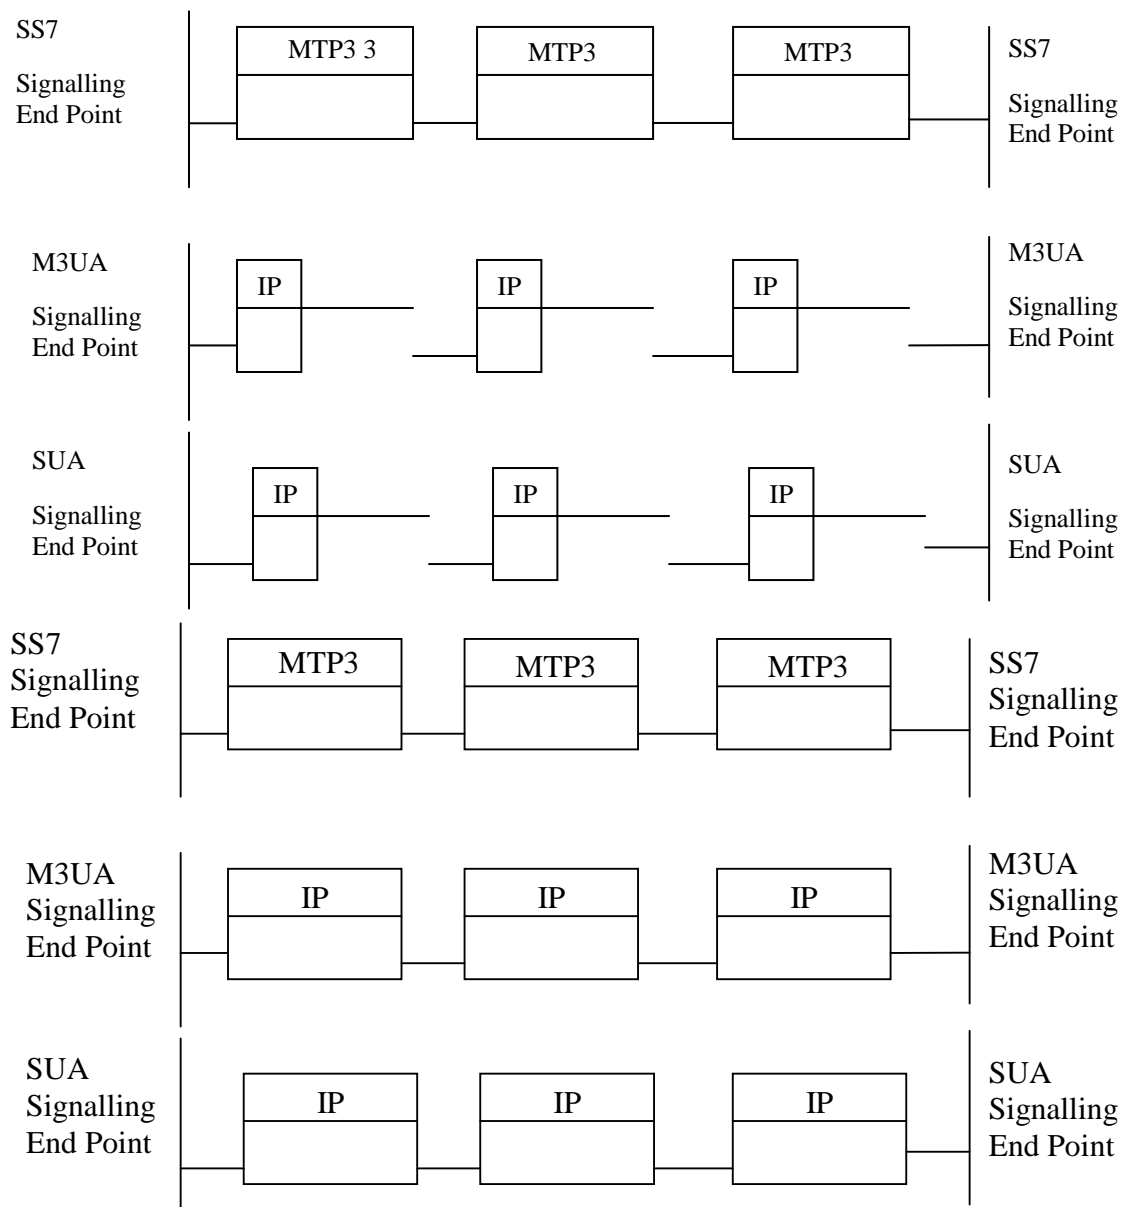 SS7
Signalling
End Point
MTP3 3
MTP3
MTP3
SS7
Signalling
End Point
M3UA
Signalling
End Point
IP
IP
IP
M3UA
Signalling
End Point
SUA
Signalling
End Point
IP
IP
IP
SUA
Signalling
End Point
SS7
Signalling
End Point
MTP3
MTP3
MTP3
SS7
Signalling
End Point
M3UA
Signalling
End Point
IP
IP
IP
M3UA
Signalling
End Point
SUA
Signalling
End Point
IP
IP
IP
SUA
Signalling
End Point